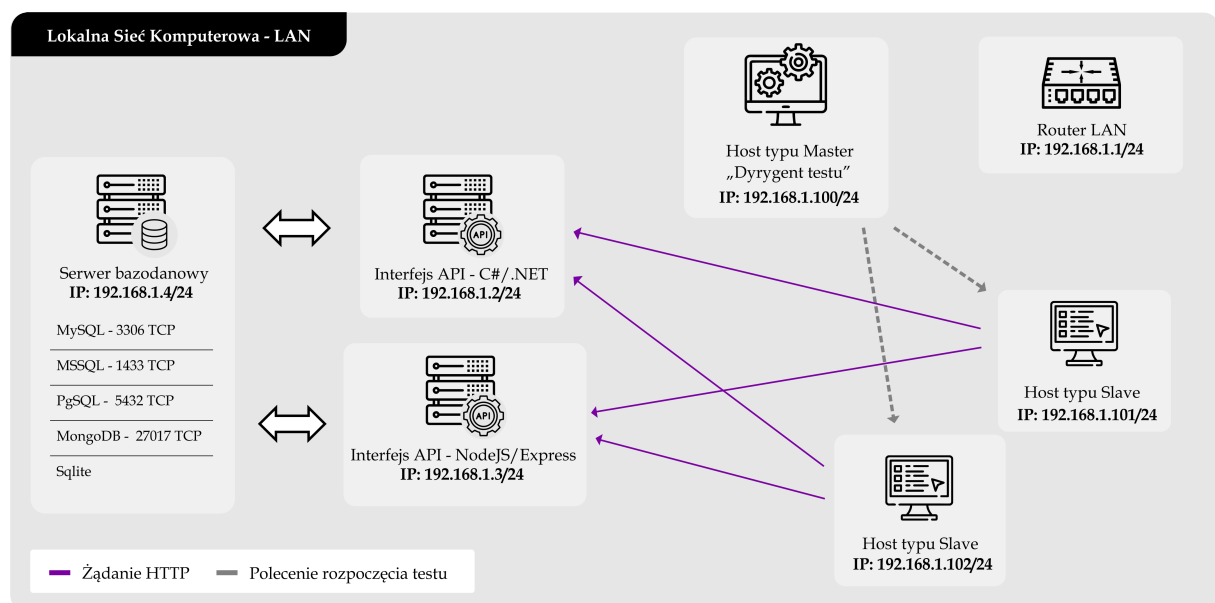 Lokalna Sieć Komputerowa - LAN
Host typu Master
„Dyrygent testu”
IP: 192.168.1.100/24
Router LAN
IP: 192.168.1.1/24
Serwer bazodanowy
IP: 192.168.1.4/24
MySQL - 3306 TCP
MSSQL - 1433 TCP
PgSQL - 5432 TCP
MongoDB - 27017 TCP
Sqlite
API
Interfejs API - C#/.NET
IP: 192.168.1.2/24
API
Interfejs API - NodeJS/Express
IP: 192.168.1.3/24
Host typu Slave
IP: 192.168.1.101/24
Host typu Slave
IP: 192.168.1.102/24
Żądanie HTTP
Polecenie rozpoczęcia testu